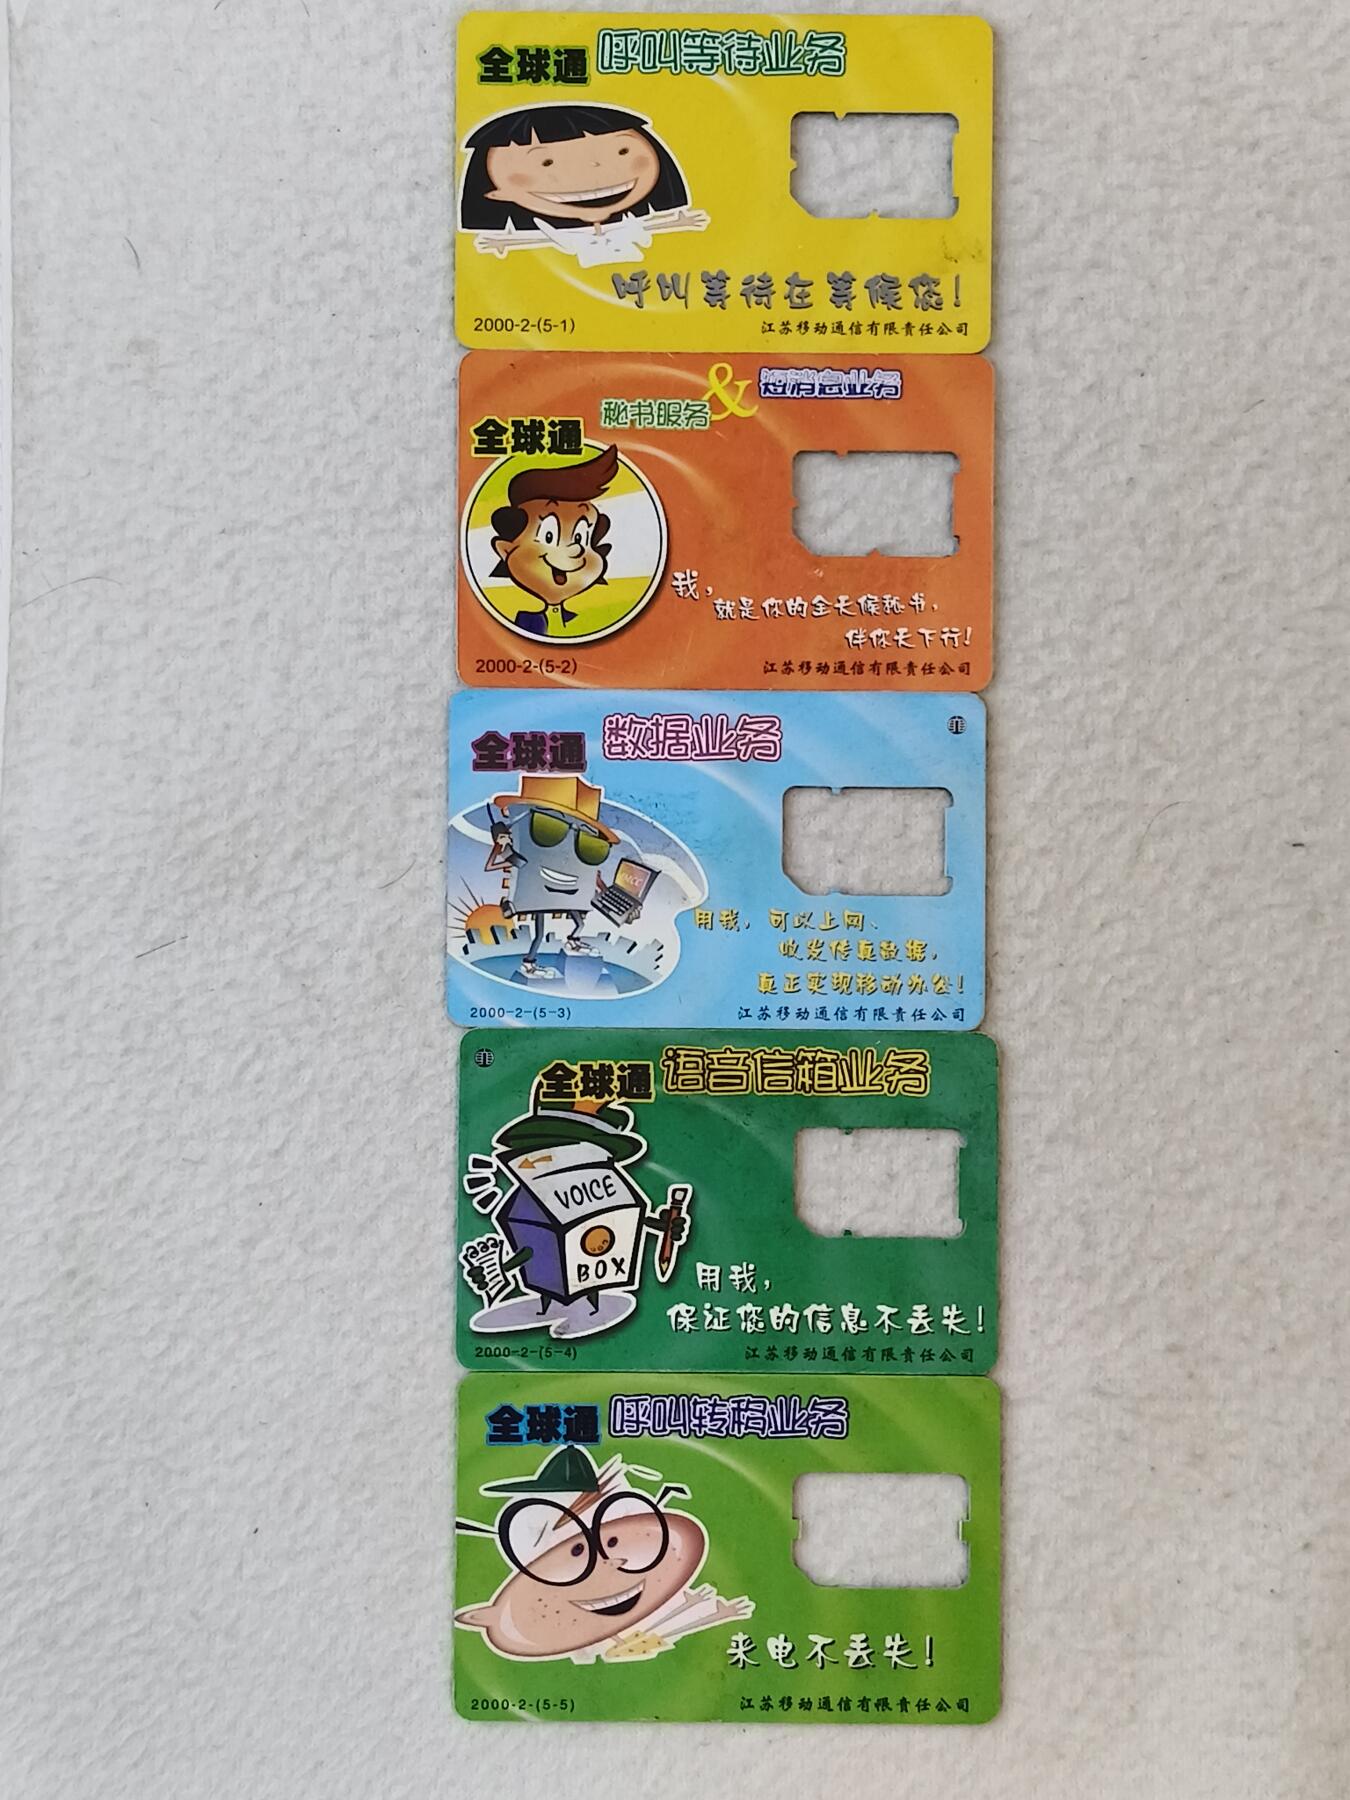 全球通 呼叫等待业务
呼叫等待在等候您!
2000-2-(5-1) 江苏移动通信有限责任公司
秘书服务 & 短消息业务
全球通
我,
就是你的全天候秘书,
伴你天下行!
2000-2-(5-2) 江苏移动通信有限责任公司
全球通 数据业务
用我, 可以上网、
收发传真数据,
真正实现移动办公!
2000-2-(5-3) 江苏移动通信有限责任公司
全球通 语音信箱业务
VOICE
BOX
用我,
保证您的信息不丢失!
2000-2-(5-4) 江苏移动通信有限责任公司
全球通 呼叫转移业务
来电不丢失!
2000-2-(5-5) 江苏移动通信有限责任公司